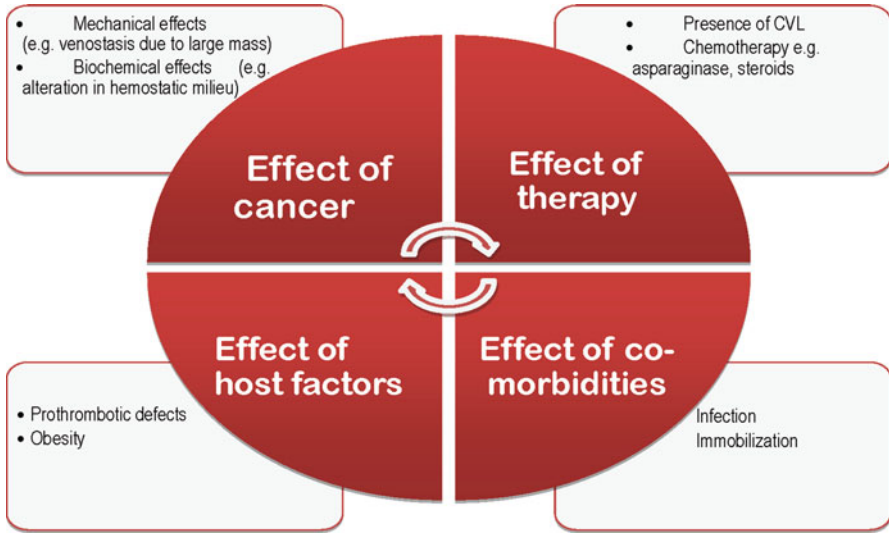 • Mechanical effects
(e.g. venostasis due to large mass)
• Biochemical effects (e.g.
alteration in hemostatic milieu)
• Presence of CVL
• Chemotherapy e.g.
asparaginase, steroids
Effect of
cancer
Effect of
therapy
Effect of
host factors
Effect of co-
morbidities
• Prothrombotic defects
• Obesity
Infection
Immobilization